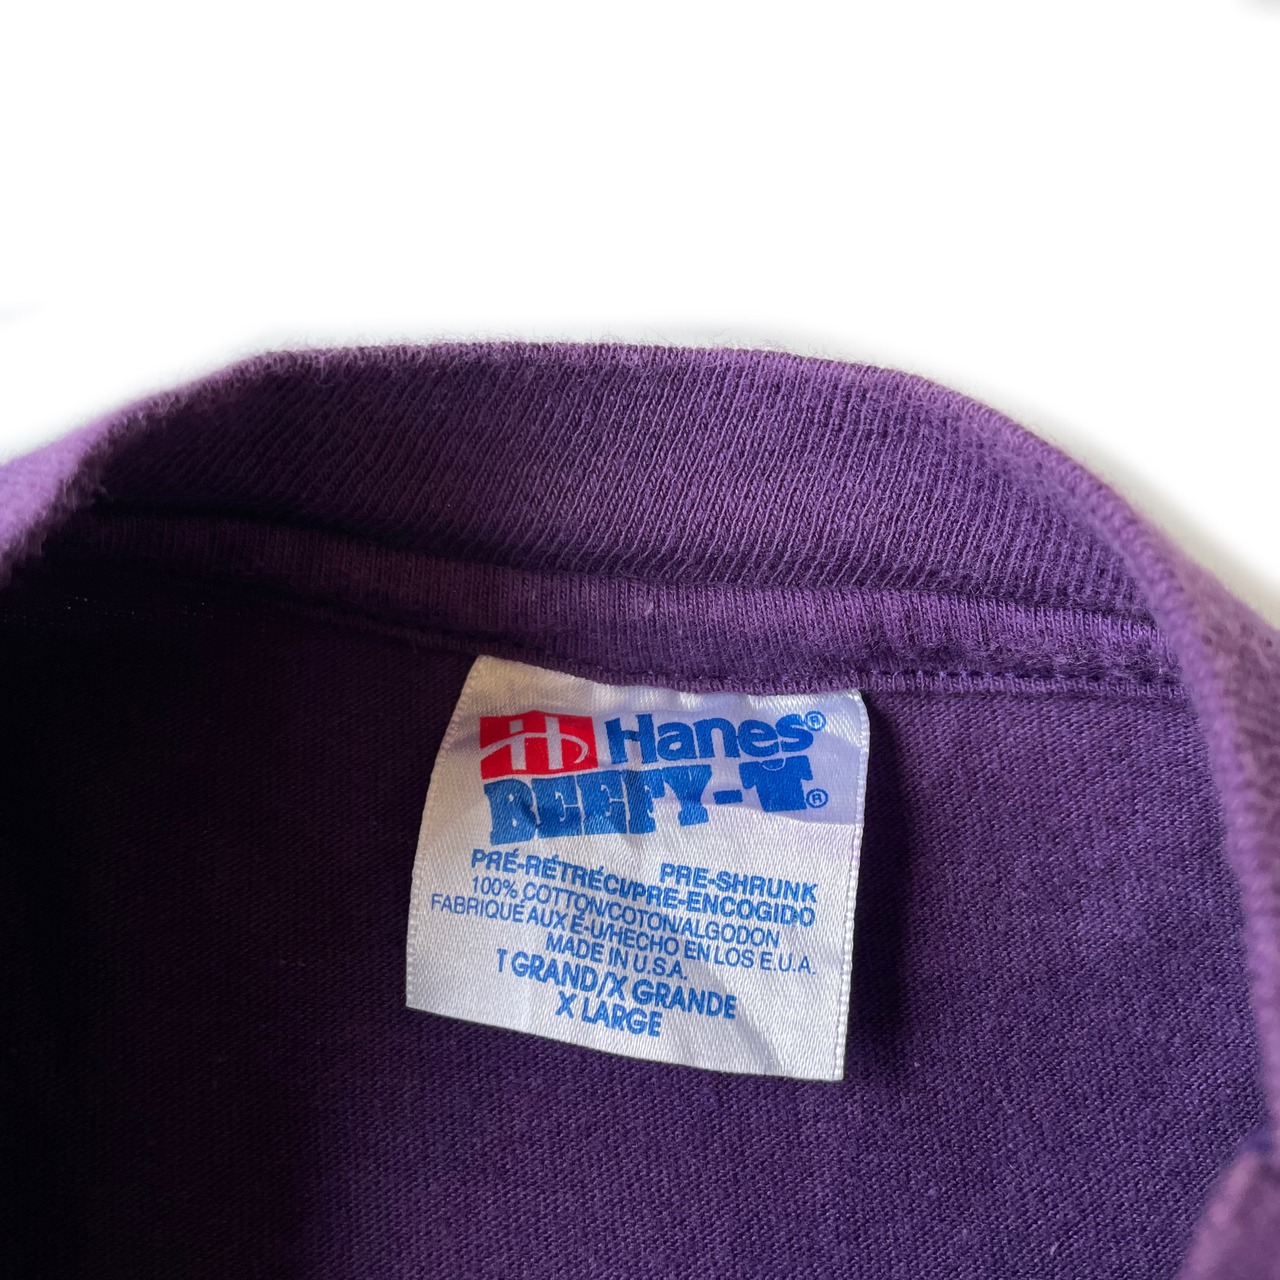 Hanes®
BEEFY-T®
PRÉ-RÉTRÉCI/PRE-SHRUNK
PRE-ENCOGIDO
100% COTTON/COTON/ALGODON
FABRIQUÉ AUX É-U/HECHO EN LOS E.U.A.
MADE IN U.S.A.
T GRAND/X GRANDE
X LARGE